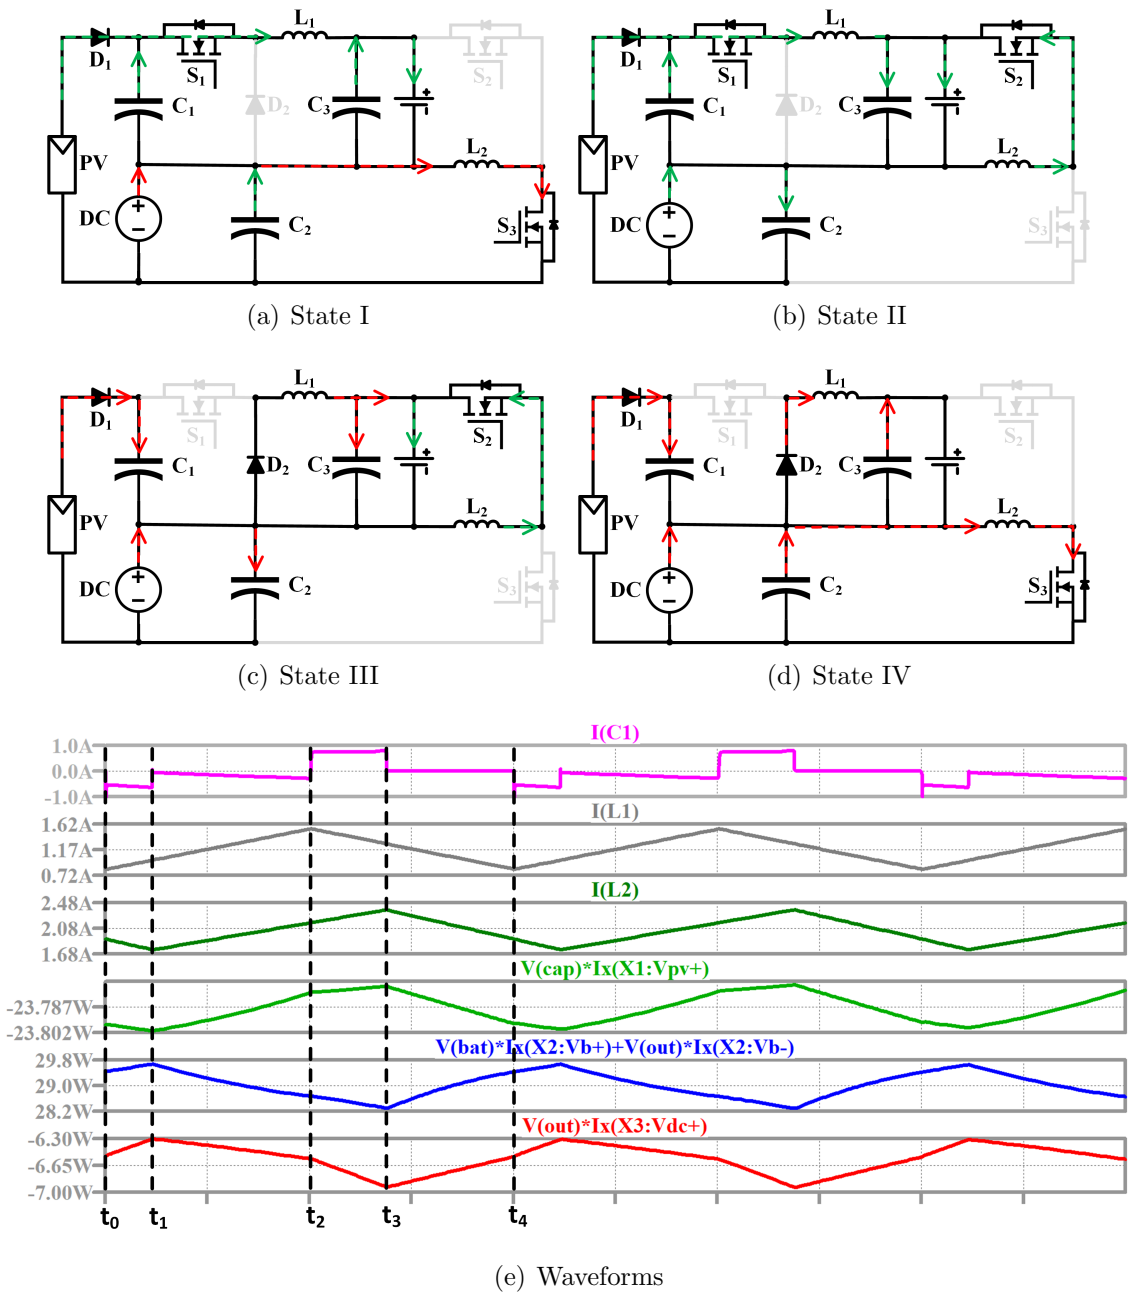 L1
D1
S1
S2
C1
D2
C3
PV
L2
DC
C2
S3
(a) State I
L1
D1
S1
S2
C1
D2
C3
PV
L2
DC
C2
S3
(b) State II
L1
D1
S1
S2
C1
D2
C3
PV
L2
DC
C2
S3
(c) State III
L1
D1
S1
S2
C1
D2
C3
PV
L2
DC
C2
S3
(d) State IV
I(C1)
1.0A
0.0A
-1.0A
I(L1)
1.62A
1.17A
0.72A
I(L2)
2.48A
2.08A
1.68A
V(cap)*Ix(X1:Vpv+)
-23.787W
-23.802W
V(bat)*Ix(X2:Vb+)+V(out)*Ix(X2:Vb-)
29.8W
29.0W
28.2W
V(out)*Ix(X3:Vdc+)
-6.30W
-6.65W
-7.00W
t0 t1 t2 t3 t4
(e) Waveforms